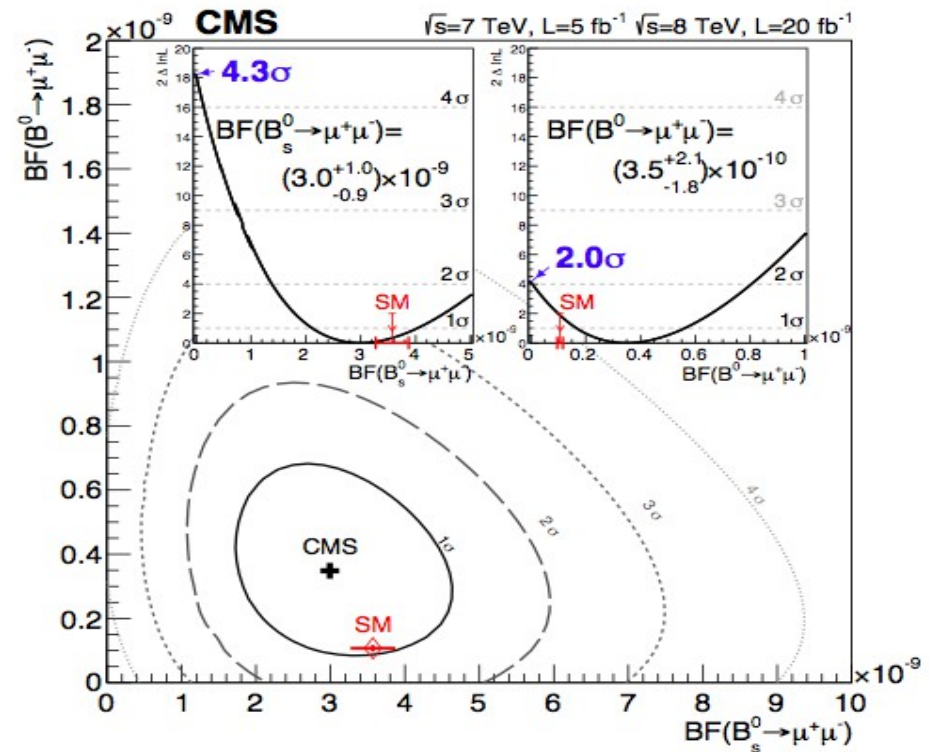 ×10⁻⁹ CMS √s=7 TeV, L=5 fb⁻¹ √s=8 TeV, L=20 fb⁻¹
BF(B⁰→μ⁺μ⁻)
2
1.8
1.6
1.4
1.2
1
0.8
0.6
0.4
0.2
0
2 Δ lnL
20
18
16
14
12
10
8
6
4
2
0
4.3σ
4σ
BF(B⁰ₛ→μ⁺μ⁻)=
(3.0⁺¹·⁰₋₀.₉)×10⁻⁹
3σ
2σ
SM
1σ
0 1 2 3 4 5
×10⁻⁹
BF(B⁰ₛ→μ⁺μ⁻)
2 Δ lnL
20
18
16
14
12
10
8
6
4
2
0
4σ
BF(B⁰→μ⁺μ⁻)=
(3.5⁺²·¹₋₁.₈)×10⁻¹⁰
3σ
2.0σ
2σ
SM
1σ
0 0.2 0.4 0.6 0.8 1
×10⁻⁹
BF(B⁰→μ⁺μ⁻)
CMS
SM
1σ
2σ
3σ
4σ
0 1 2 3 4 5 6 7 8 9 10
×10⁻⁹
BF(B⁰ₛ→μ⁺μ⁻)